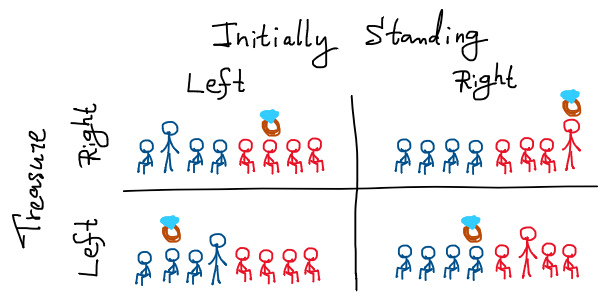 Initially Standing
Left Right
Treasure
Right
Left